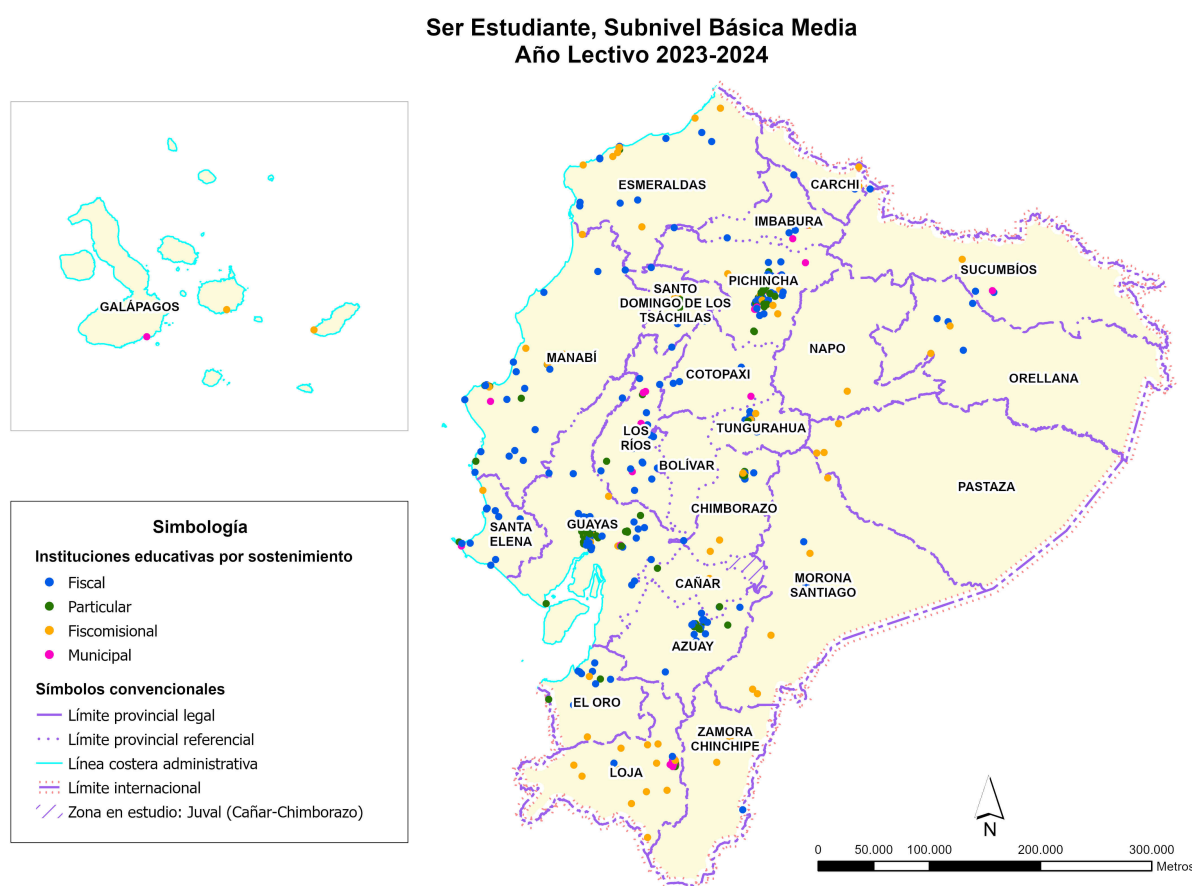 Ser Estudiante, Subnivel Básica Media
Año Lectivo 2023-2024
ESMERALDAS
CARCHI
IMBABURA
SUCUMBÍOS
PICHINCHA
SANTO
DOMINGO DE LOS
TSÁCHILAS
GALÁPAGOS
NAPO
MANABÍ
COTOPAXI
ORELLANA
TUNGURAHUA
LOS
RÍOS
BOLÍVAR
PASTAZA
CHIMBORAZO
SANTA
ELENA
GUAYAS
CAÑAR
MORONA
SANTIAGO
AZUAY
EL ORO
ZAMORA
CHINCHIPE
LOJA
Simbología
Instituciones educativas por sostenimiento
Fiscal
Particular
Fiscomisional
Municipal
Símbolos convencionales
Límite provincial legal
Límite provincial referencial
Línea costera administrativa
Límite internacional
Zona en estudio: Juval (Cañar-Chimborazo)
N
0 50.000 100.000 200.000 300.000
Metros